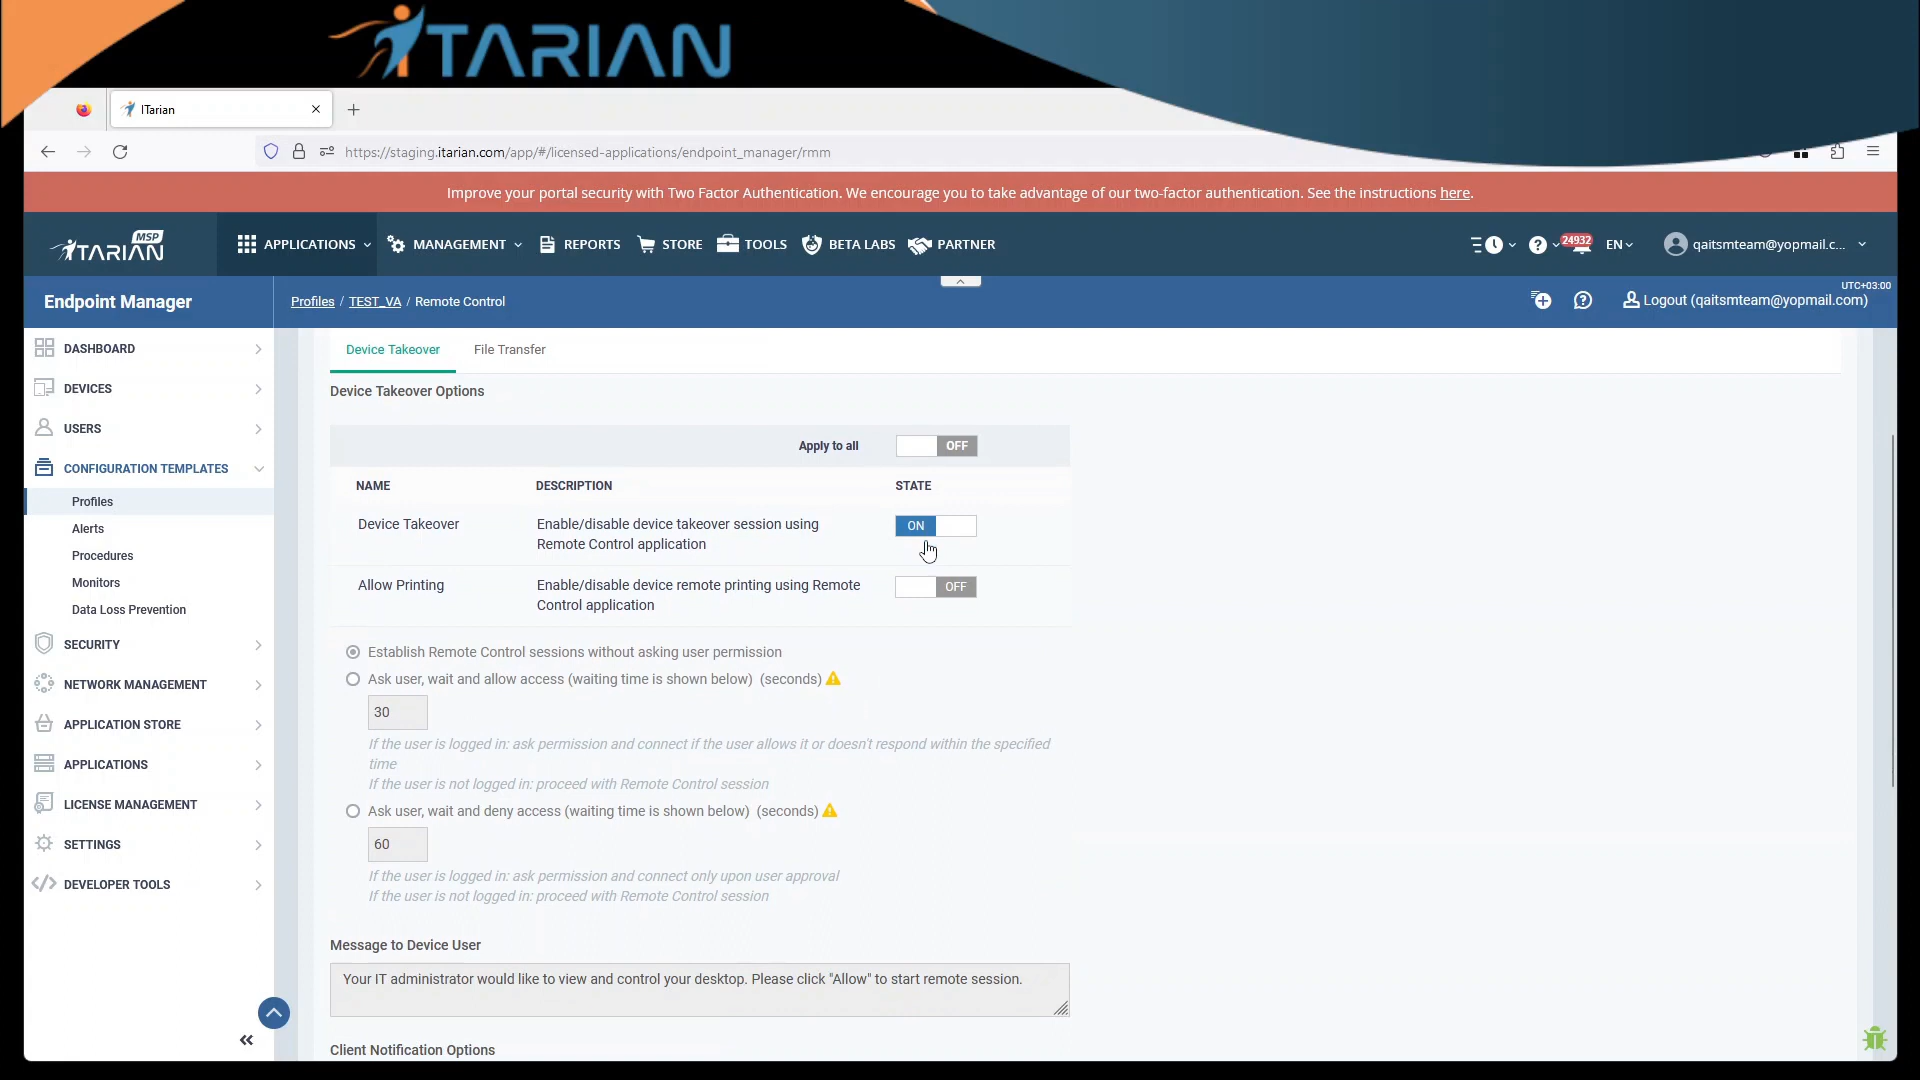 ITARIAN
ITarian
https://staging.itarian.com/app/#/licensed-applications/endpoint_manager/rmm
Improve your portal security with Two Factor Authentication. We encourage you to take advantage of our two-factor authentication. See the instructions here.
ITARIAN MSP
APPLICATIONS
MANAGEMENT
REPORTS
STORE
TOOLS
BETA LABS
PARTNER
24932
EN
qaitsmteam@yopmail.c...
Endpoint Manager
Profiles / TEST_VA / Remote Control
UTC+03:00
Logout (qaitsmteam@yopmail.com)
DASHBOARD
DEVICES
USERS
CONFIGURATION TEMPLATES
Profiles
Alerts
Procedures
Monitors
Data Loss Prevention
SECURITY
NETWORK MANAGEMENT
APPLICATION STORE
APPLICATIONS
LICENSE MANAGEMENT
SETTINGS
DEVELOPER TOOLS
Device Takeover
File Transfer
Device Takeover Options
Apply to all
OFF
NAME
DESCRIPTION
STATE
Device Takeover
Enable/disable device takeover session using
Remote Control application
ON
Allow Printing
Enable/disable device remote printing using Remote
Control application
OFF
Establish Remote Control sessions without asking user permission
Ask user, wait and allow access (waiting time is shown below) (seconds)
30
If the user is logged in: ask permission and connect if the user allows it or doesn't respond within the specified
time
If the user is not logged in: proceed with Remote Control session
Ask user, wait and deny access (waiting time is shown below) (seconds)
60
If the user is logged in: ask permission and connect only upon user approval
If the user is not logged in: proceed with Remote Control session
Message to Device User
Your IT administrator would like to view and control your desktop. Please click "Allow" to start remote session.
Client Notification Options